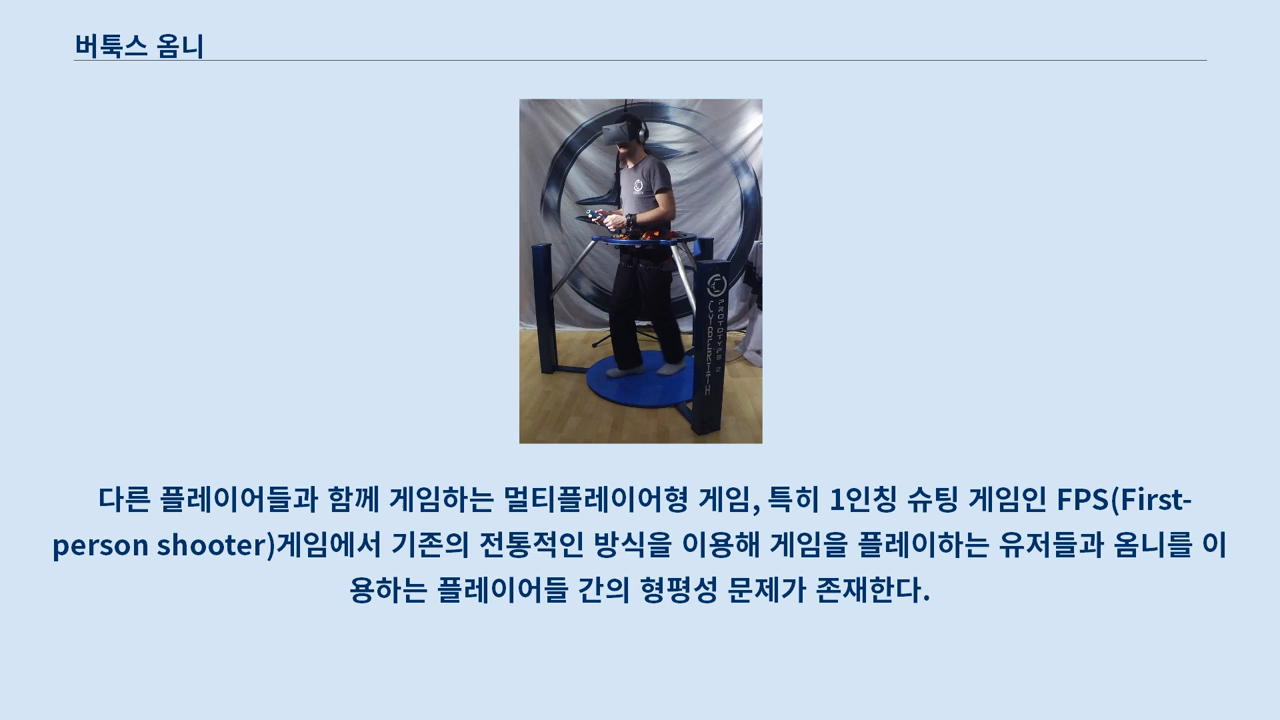 버툭스 옴니
PROTOTYPE 2
CYBERITH
다른 플레이어들과 함께 게임하는 멀티플레이어형 게임, 특히 1인칭 슈팅 게임인 FPS(First-
person shooter)게임에서 기존의 전통적인 방식을 이용해 게임을 플레이하는 유저들과 옴니를 이
용하는 플레이어들 간의 형평성 문제가 존재한다.